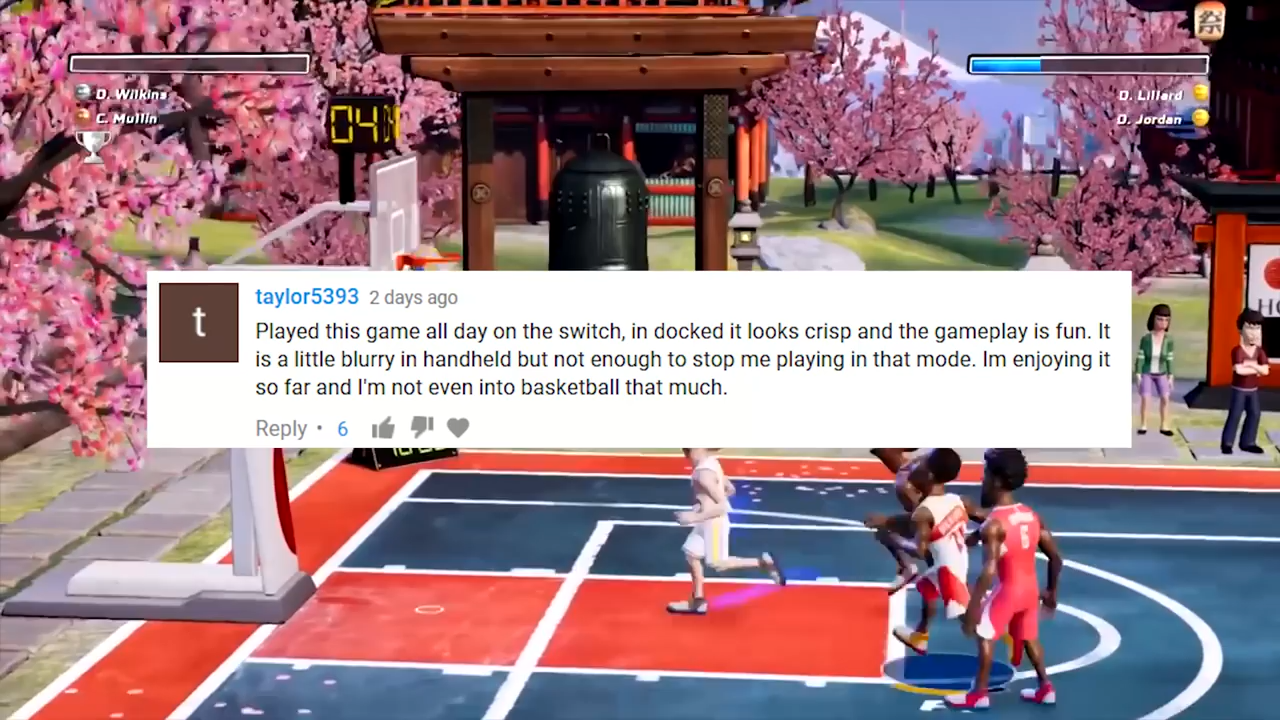 祭
D. Wilkins
C. Mullin
D. Lillard
D. Jordan
04
t
taylor5393 2 days ago
Played this game all day on the switch, in docked it looks crisp and the gameplay is fun. It
is a little blurry in handheld but not enough to stop me playing in that mode. Im enjoying it
so far and I'm not even into basketball that much.
Reply • 6